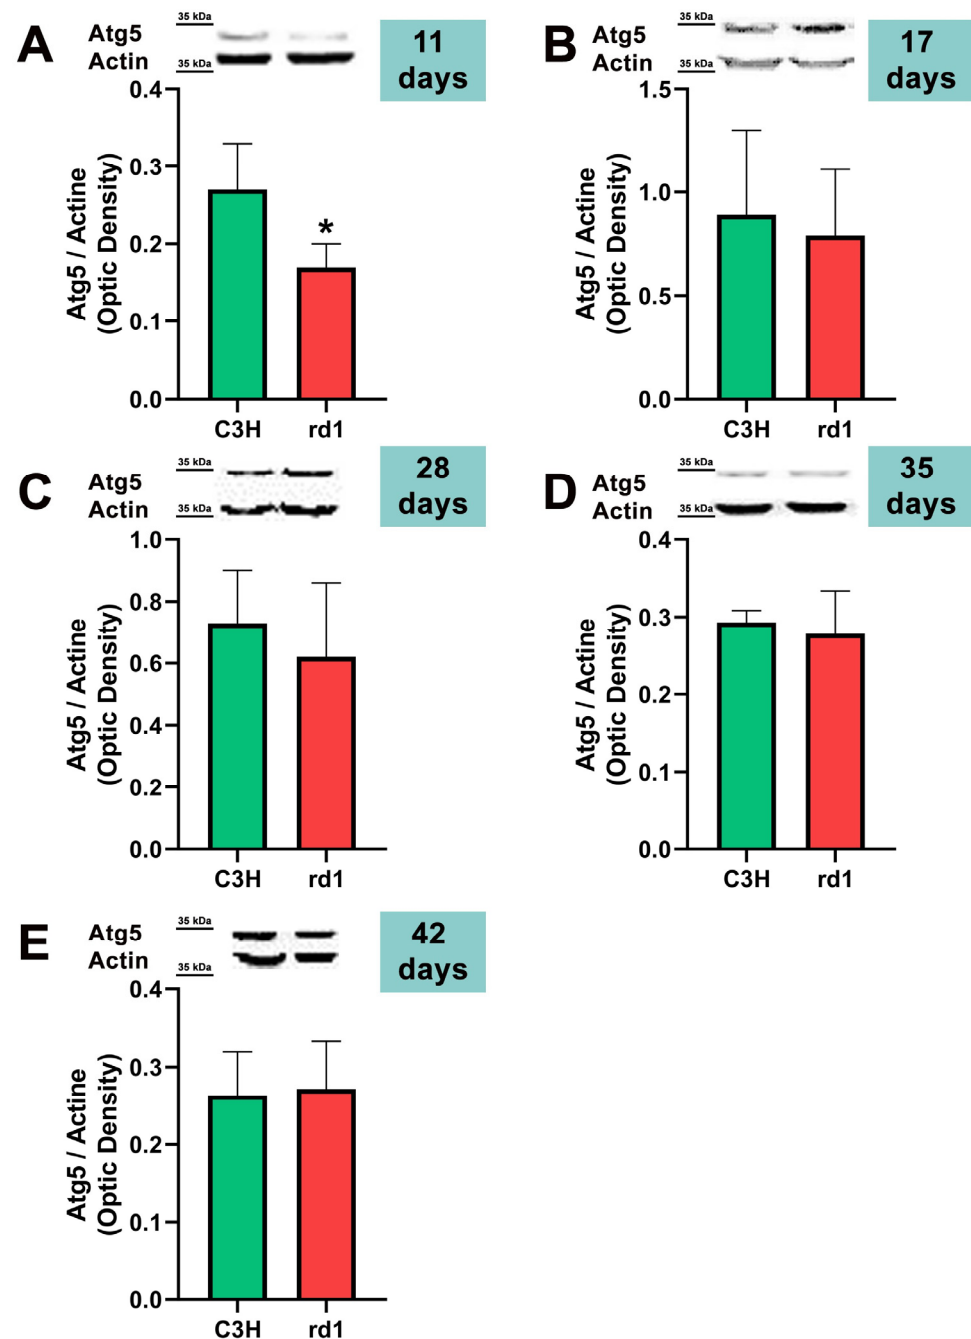 A
Atg5
Actin
35 kDa
35 kDa
11
days
Atg5 / Actine
(Optic Density)
0.4
0.3
0.2
0.1
0.0
*
C3H
rd1
B
Atg5
Actin
35 kDa
35 kDa
17
days
Atg5 / Actine
(Optic Density)
1.5
1.0
0.5
0.0
C3H
rd1
C
Atg5
Actin
35 kDa
35 kDa
28
days
Atg5 / Actine
(Optic Density)
1.0
0.8
0.6
0.4
0.2
0.0
C3H
rd1
D
Atg5
Actin
35 kDa
35 kDa
35
days
Atg5 / Actine
(Optic Density)
0.4
0.3
0.2
0.1
0.0
C3H
rd1
E
Atg5
Actin
35 kDa
35 kDa
42
days
Atg5 / Actine
(Optic Density)
0.4
0.3
0.2
0.1
0.0
C3H
rd1